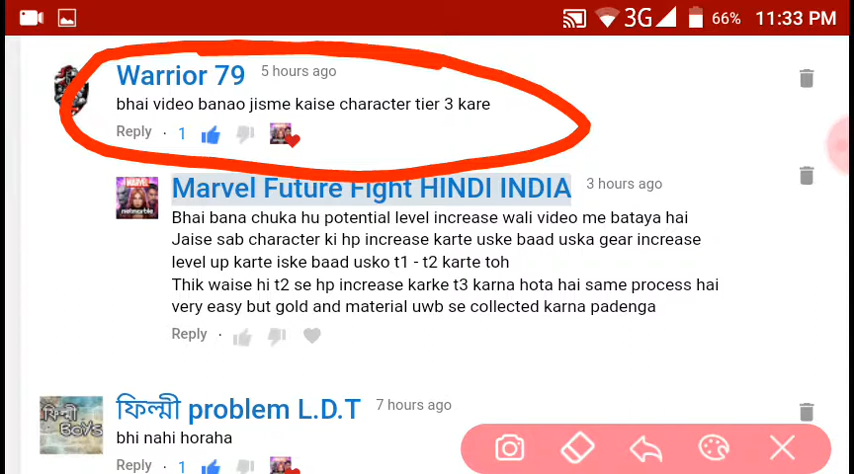 3G 66% 11:33 PM
Warrior 79 5 hours ago
bhai video banao jisme kaise character tier 3 kare
Reply · 1
Marvel Future Fight HINDI INDIA 3 hours ago
Bhai bana chuka hu potential level increase wali video me bataya hai
Jaise sab character ki hp increase karte uske baad uska gear increase
level up karte iske baad usko t1 - t2 karte toh
Thik waise hi t2 se hp increase karke t3 karna hota hai same process hai
very easy but gold and material uwb se collected karna padenga
Reply ·
ফিল্মী problem L.D.T 7 hours ago
bhi nahi horaha
Reply · 1